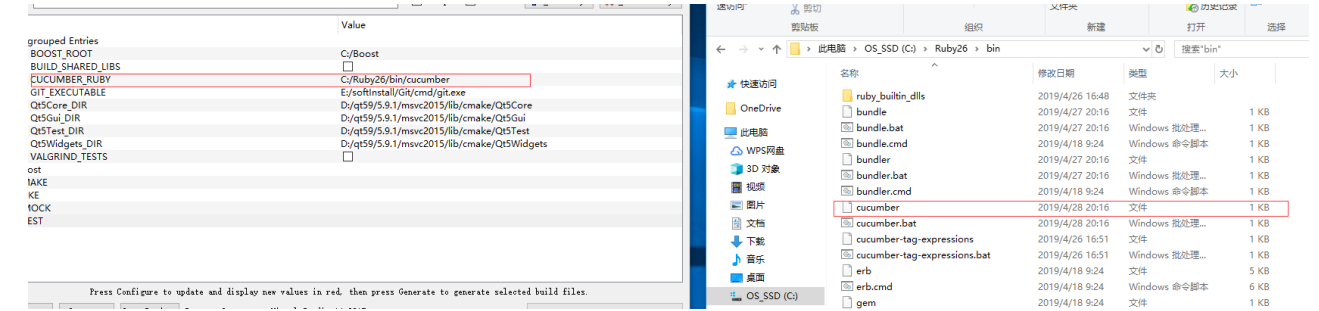 Value
grouped Entries
BOOST_ROOT C:/Boost
BUILD_SHARED_LIBS
CUCUMBER_RUBY C:/Ruby26/bin/cucumber
GIT_EXECUTABLE E:/softInstall/Git/cmd/git.exe
Qt5Core_DIR D:/qt59/5.9.1/msvc2015/lib/cmake/Qt5Core
Qt5Gui_DIR D:/qt59/5.9.1/msvc2015/lib/cmake/Qt5Gui
Qt5Test_DIR D:/qt59/5.9.1/msvc2015/lib/cmake/Qt5Test
Qt5Widgets_DIR D:/qt59/5.9.1/msvc2015/lib/cmake/Qt5Widgets
VALGRIND_TESTS
ost
IAKE
KE
IOCK
EST
Press Configure to update and display new values in red, then press Generate to generate selected build files.
速访问" 剪切 文件夹 历史记录
剪贴板 组织 新建 打开 选择
此电脑 › OS_SSD (C:) › Ruby26 › bin 搜索"bin"
名称 修改日期 类型 大小
快速访问
OneDrive
此电脑
WPS网盘
3D 对象
视频
图片
文档
下载
音乐
桌面
OS_SSD (C:)
ruby_builtin_dlls 2019/4/26 16:48 文件夹
bundle 2019/4/27 20:16 文件 1 KB
bundle.bat 2019/4/27 20:16 Windows 批处理... 1 KB
bundle.cmd 2019/4/18 9:24 Windows 命令脚本 1 KB
bundler 2019/4/27 20:16 文件 1 KB
bundler.bat 2019/4/27 20:16 Windows 批处理... 1 KB
bundler.cmd 2019/4/18 9:24 Windows 命令脚本 1 KB
cucumber 2019/4/28 20:16 文件 1 KB
cucumber.bat 2019/4/28 20:16 Windows 批处理... 1 KB
cucumber-tag-expressions 2019/4/26 16:51 文件 1 KB
cucumber-tag-expressions.bat 2019/4/26 16:51 Windows 批处理... 1 KB
erb 2019/4/18 9:24 文件 5 KB
erb.cmd 2019/4/18 9:24 Windows 命令脚本 6 KB
gem 2019/4/18 9:24 文件 1 KB